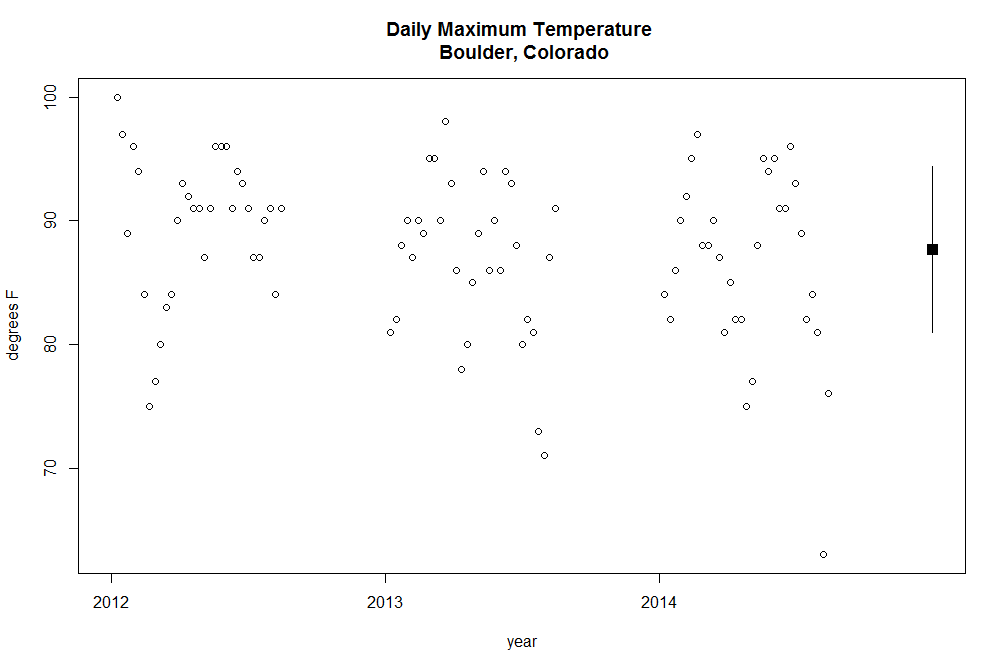 Daily Maximum Temperature
Boulder, Colorado
100
90
80
70
degrees F
2012 2013 2014
year